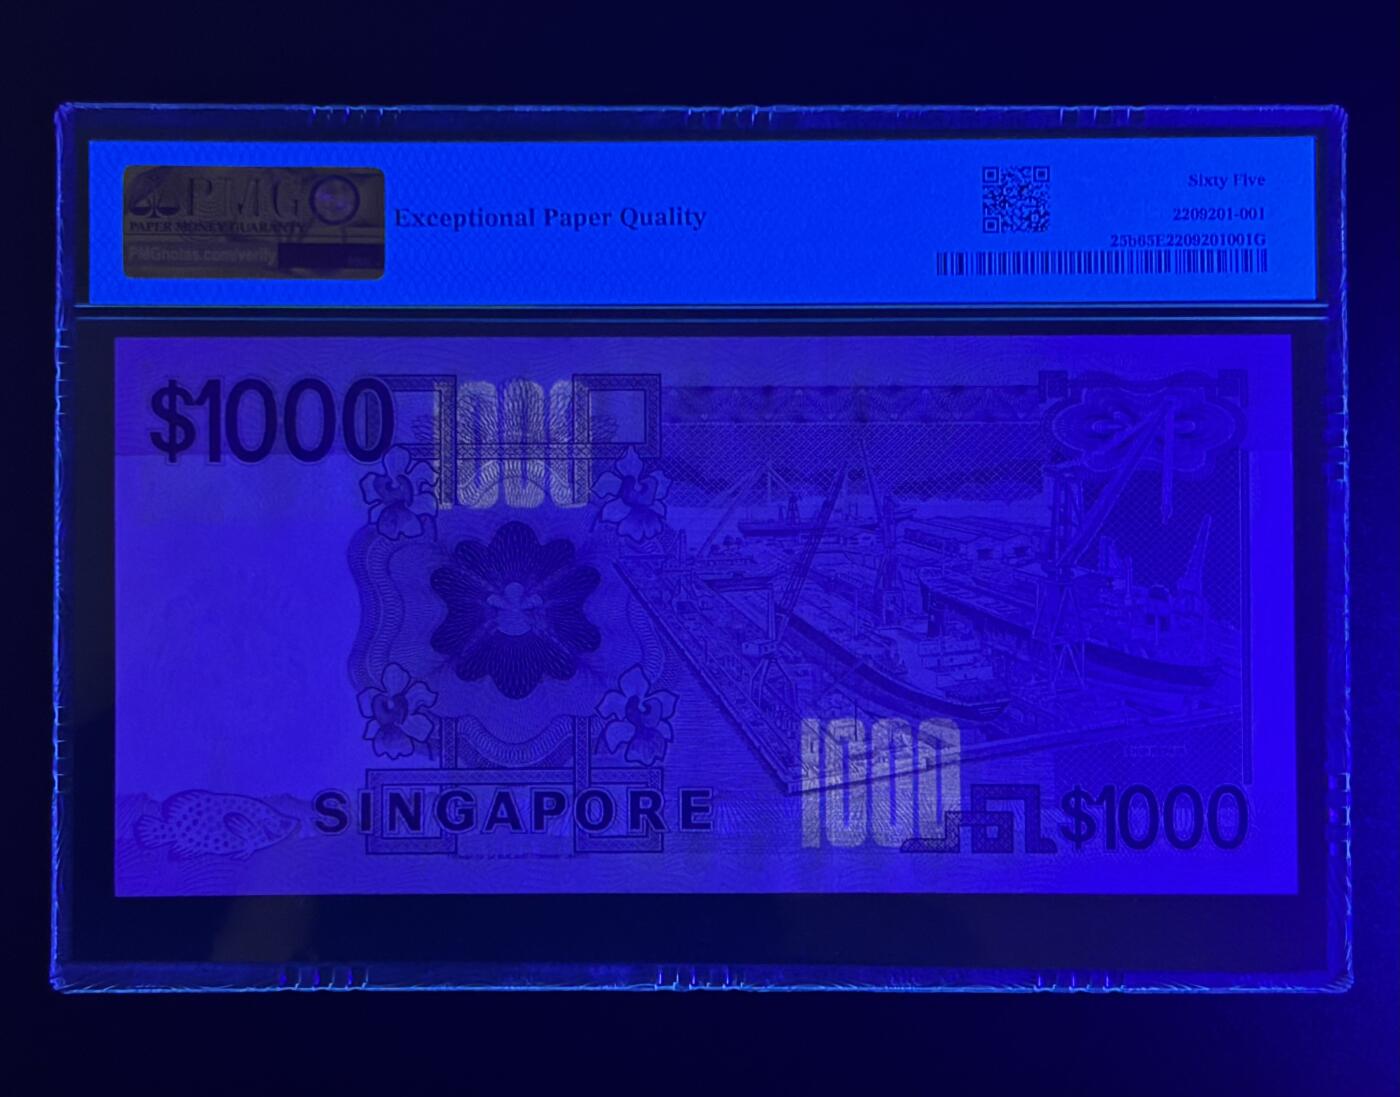 PMG
PAPER MONEY GUARANTY
PMGnotes.com/verify
Exceptional Paper Quality
Sixty Five
2209201-001
25b65E2209201001G
$1000
1000
SINGAPORE
1000
$1000